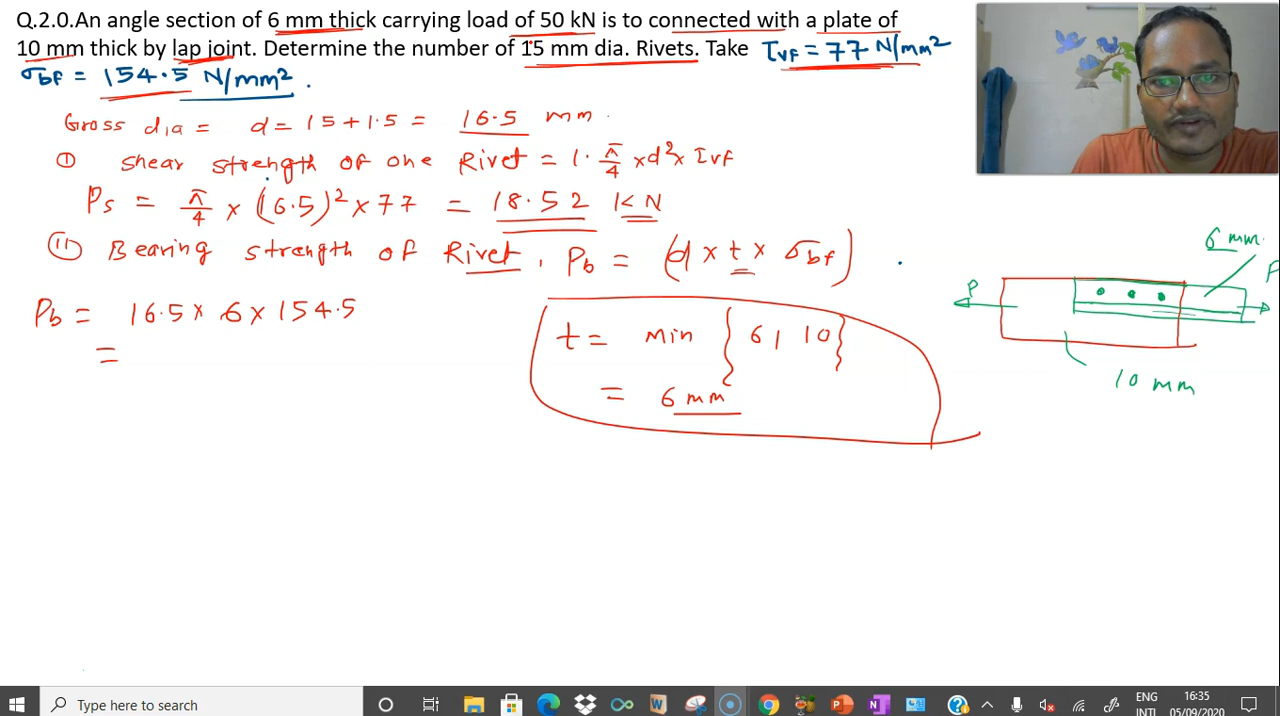 Q.2.0.An angle section of 6 mm thick carrying load of 50 kN is to connected with a plate of
10 mm thick by lap joint. Determine the number of 15 mm dia. Rivets. Take τvf = 77 N/mm²
σbf = 154.5 N/mm².
Gross dia = d = 15 + 1.5 = 16.5 mm.
① Shear strength of one Rivet = 1. π/4 × d² × τvf
Ps = π/4 × (16.5)² × 77 = 18.52 kN
② Bearing strength of Rivet, Pb = (d × t × σbf)
Pb = 16.5 × 6 × 154.5
=
t = min {6, 10}
= 6 mm
6 mm.
P
P
10 mm
Type here to search
W
P
N
ENG
INTL
16:35
05/09/2020